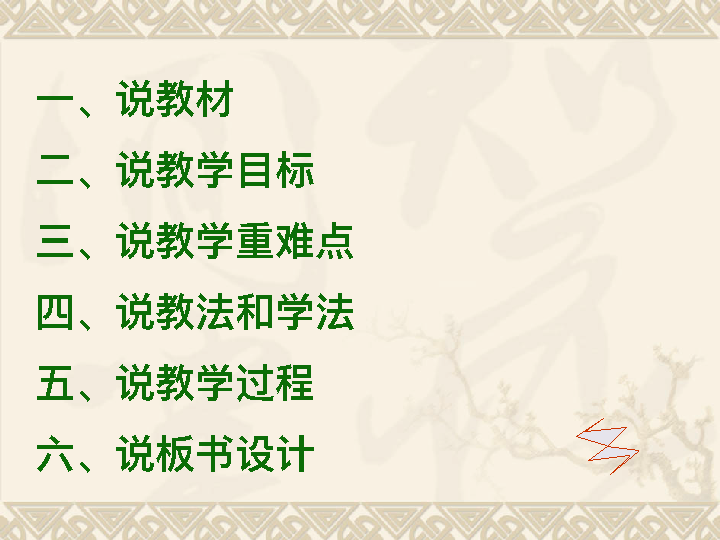 一、说教材
二、说教学目标
三、说教学重难点
四、说教法和学法
五、说教学过程
六、说板书设计